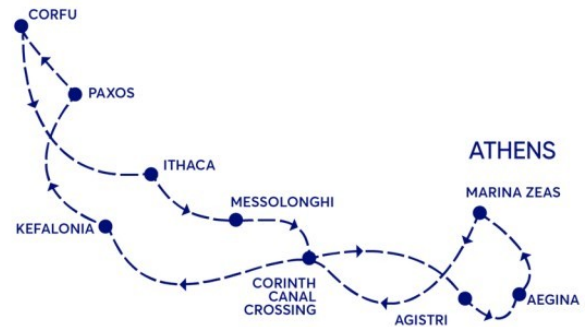 CORFU
PAXOS
ITHACA
ATHENS
MARINA ZEAS
MESSOLONGHI
KEFALONIA
CORINTH
CANAL
CROSSING
AGISTRI
AEGINA